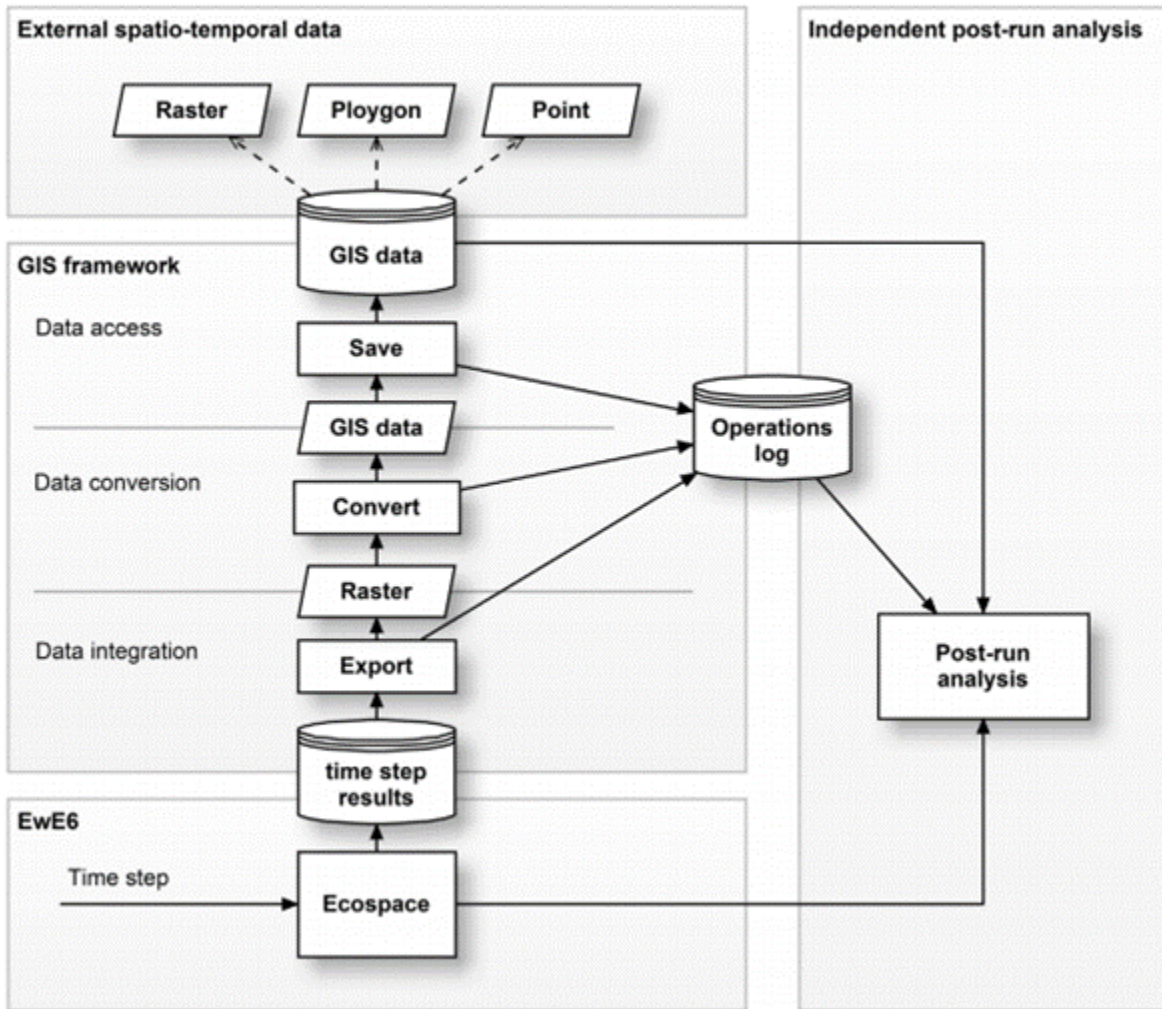 External spatio-temporal data
Independent post-run analysis
Raster
Ploygon
Point
GIS data
GIS framework
Data access
Save
GIS data
Operations
log
Data conversion
Convert
Raster
Data integration
Export
Post-run
analysis
time step
results
EwE6
Time step
Ecospace